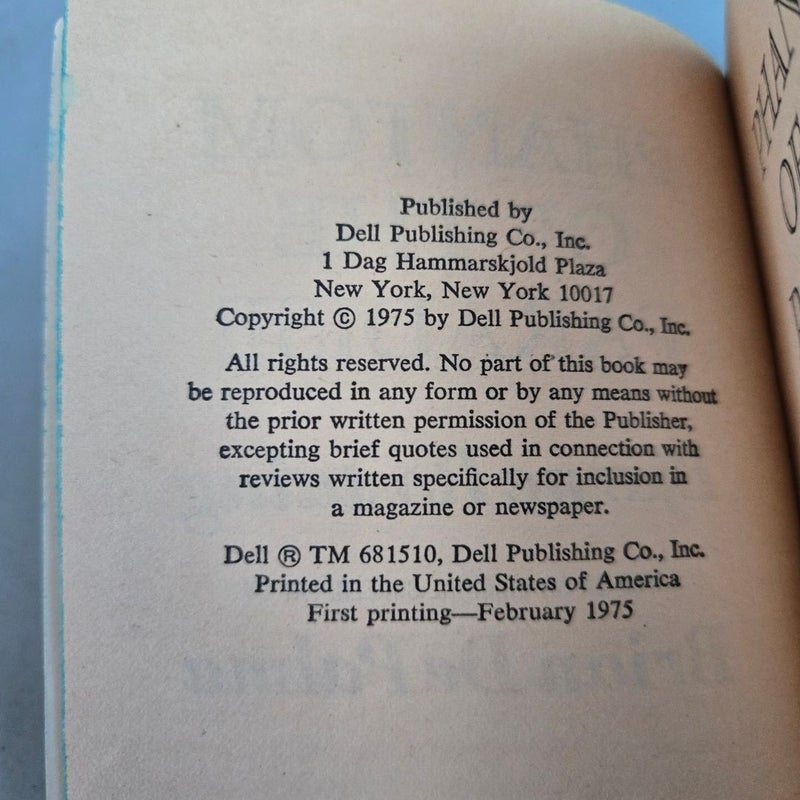 Published by
Dell Publishing Co., Inc.
1 Dag Hammarskjold Plaza
New York, New York 10017
Copyright © 1975 by Dell Publishing Co., Inc.
All rights reserved. No part of this book may
be reproduced in any form or by any means without
the prior written permission of the Publisher,
excepting brief quotes used in connection with
reviews written specifically for inclusion in
a magazine or newspaper.
Dell ® TM 681510, Dell Publishing Co., Inc.
Printed in the United States of America
First printing—February 1975